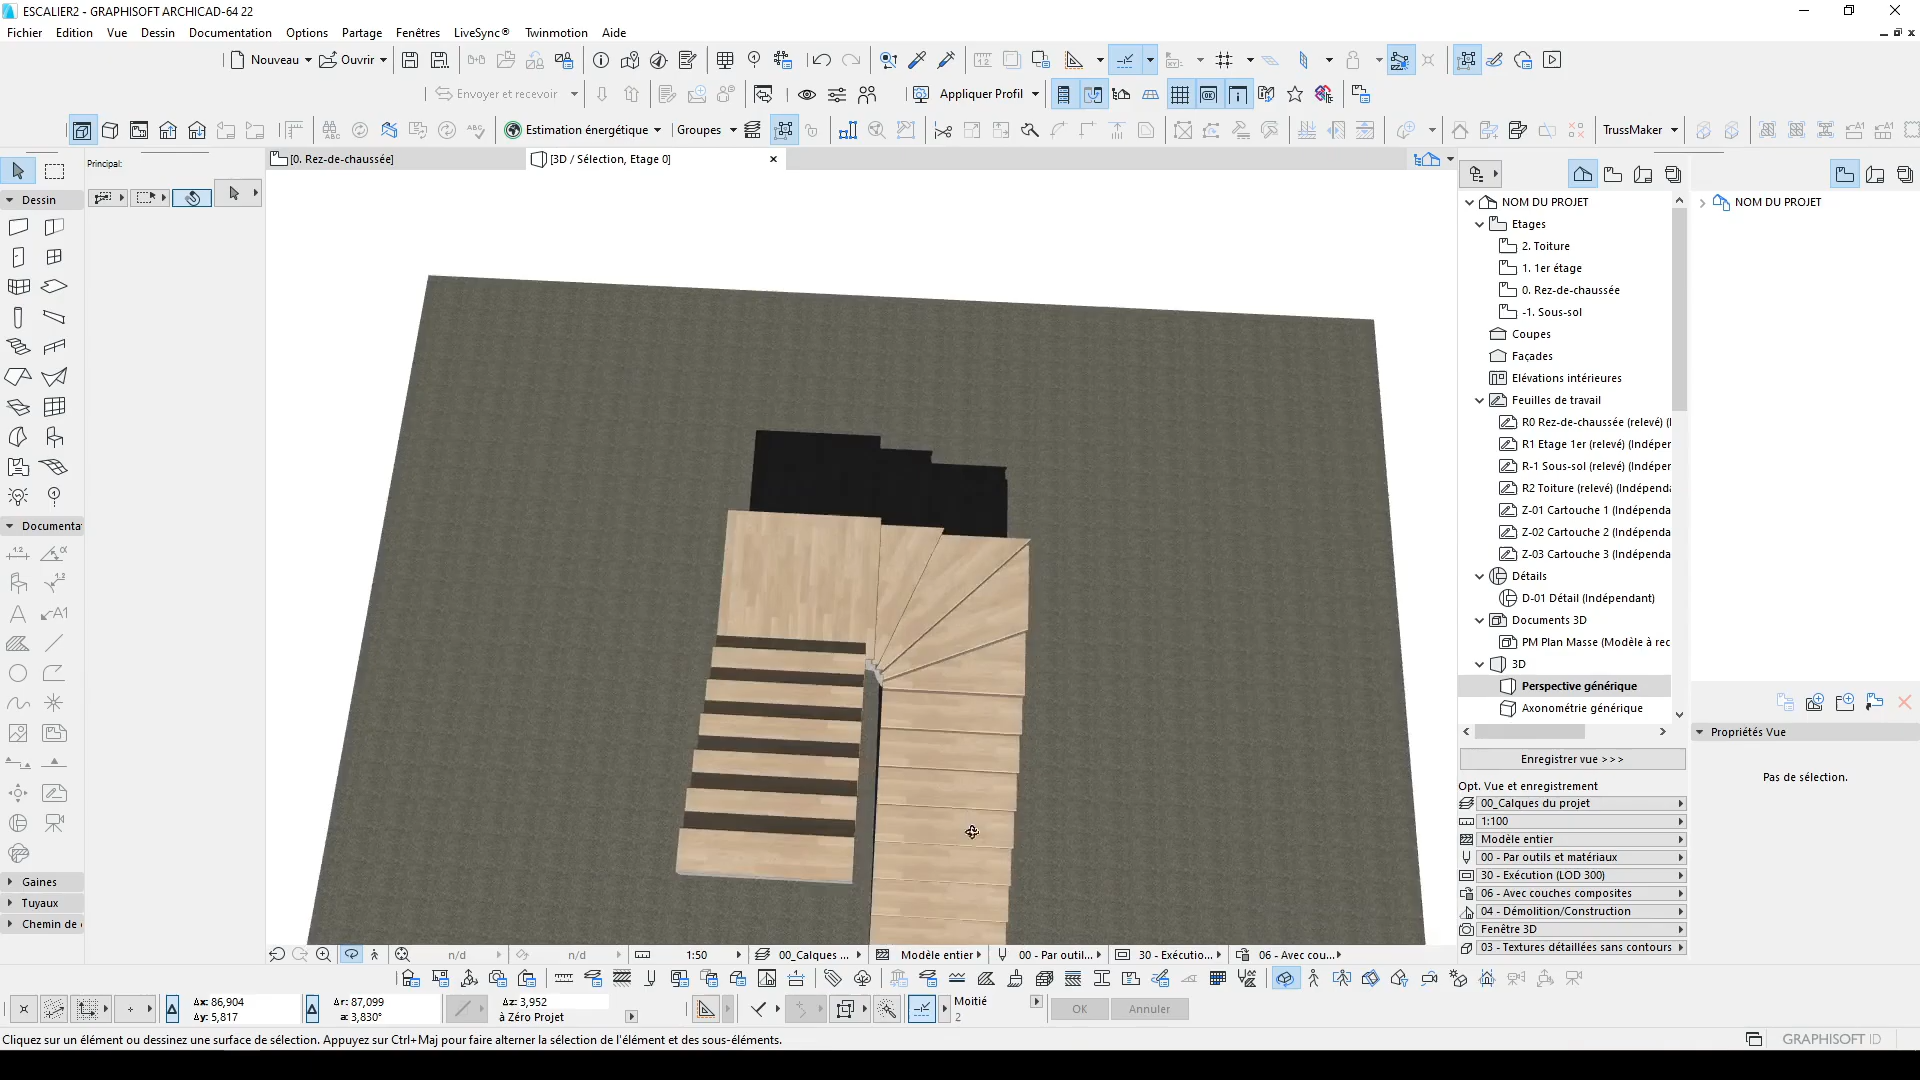 ESCALIER2 - GRAPHISOFT ARCHICAD-64 22
Fichier Edition Vue Dessin Documentation Options Partage Fenêtres LiveSync® Twinmotion Aide
Nouveau Ouvrir
Envoyer et recevoir Appliquer Profil
Estimation énergétique Groupes TrussMaker
Principal:
[0. Rez-de-chaussée] [3D / Sélection, Etage 0]
Dessin
Documenta
Gaines
Tuyaux
Chemin de
NOM DU PROJET
Etages
2. Toiture
1. 1er étage
0. Rez-de-chaussée
-1. Sous-sol
Coupes
Façades
Elévations intérieures
Feuilles de travail
R0 Rez-de-chaussée (relevé) (I
R1 Etage 1er (relevé) (Indéper
R-1 Sous-sol (relevé) (Indéper
R2 Toiture (relevé) (Indépenda
Z-01 Cartouche 1 (Indépenda
Z-02 Cartouche 2 (Indépenda
Z-03 Cartouche 3 (Indépenda
Détails
D-01 Détail (Indépendant)
Documents 3D
PM Plan Masse (Modèle à rec
3D
Perspective générique
Axonométrie générique
Enregistrer vue > > >
Opt. Vue et enregistrement
00_Calques du projet
1:100
Modèle entier
00 - Par outils et matériaux
30 - Exécution (LOD 300)
06 - Avec couches composites
04 - Démolition/Construction
Fenêtre 3D
03 - Textures détaillées sans contours
NOM DU PROJET
Propriétés Vue
Pas de sélection.
n/d n/d 1:50 00_Calques ... Modèle entier 00 - Par outil... 30 - Exécutio... 06 - Avec cou...
Δx: 86,904
Δy: 5,817
Δr: 87,099
a: 3,830°
Δz: 3,952
à Zéro Projet
Moitié
2
OK Annuler
Cliquez sur un élément ou dessinez une surface de sélection. Appuyez sur Ctrl+Maj pour faire alterner la sélection de l'élément et des sous-éléments.
GRAPHISOFT ID